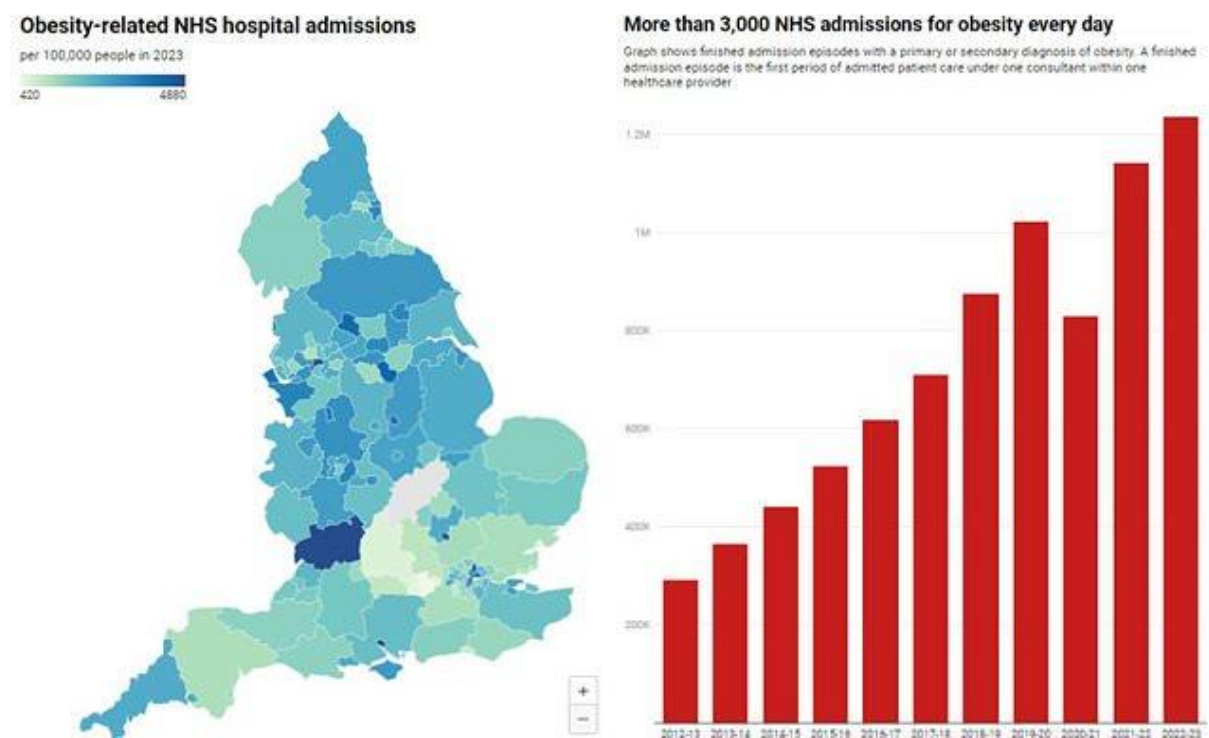 Obesity-related NHS hospital admissions
per 100,000 people in 2023
420 4880
+
−
More than 3,000 NHS admissions for obesity every day
Graph shows finished admission episodes with a primary or secondary diagnosis of obesity. A finished
admission episode is the first period of admitted patient care under one consultant within one
healthcare provider
1.2M
1M
800K
600K
400K
200K
2012-13 2013-14 2014-15 2015-16 2016-17 2017-18 2018-19 2019-20 2020-21 2021-22 2022-23